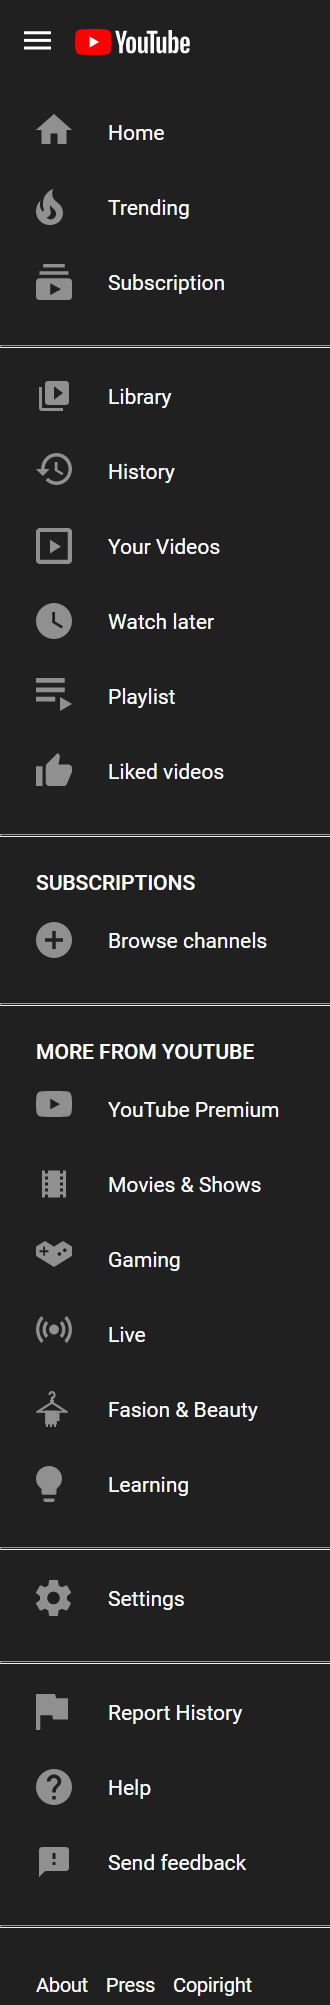 YouTube
Home
Trending
Subscription
Library
History
Your Videos
Watch later
Playlist
Liked videos
SUBSCRIPTIONS
Browse channels
MORE FROM YOUTUBE
YouTube Premium
Movies & Shows
Gaming
Live
Fasion & Beauty
Learning
Settings
Report History
Help
Send feedback
About Press Copiright